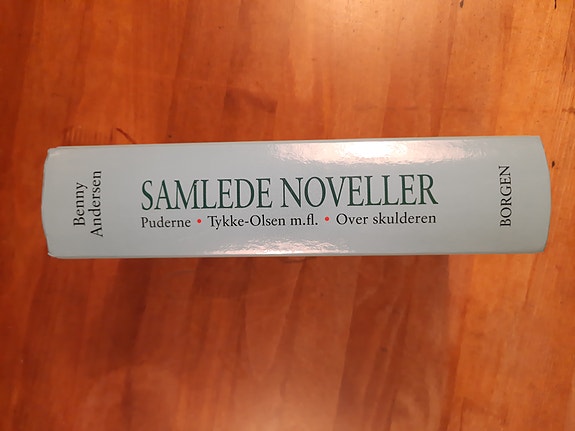 Benny
Andersen
SAMLEDE NOVELLER
Puderne • Tykke-Olsen m.fl. • Over skulderen
BORGEN